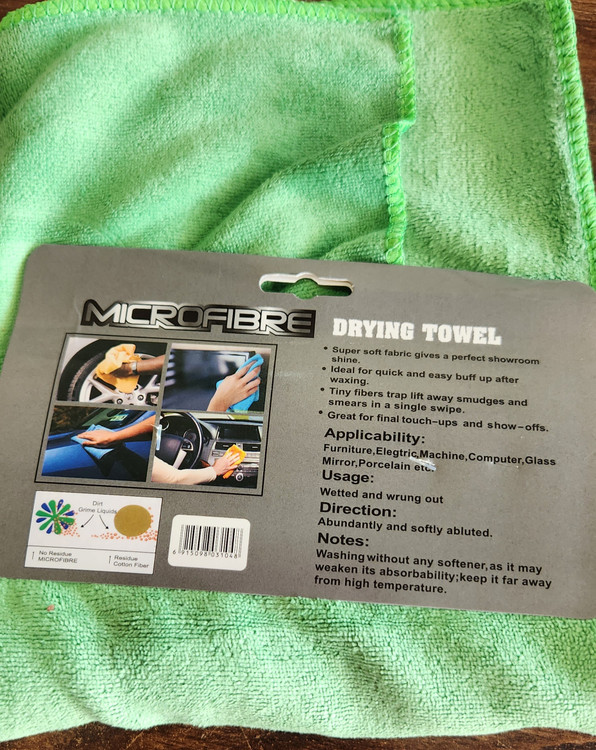 MICROFIBRE
DRYING TOWEL
• Super soft fabric gives a perfect showroom
shine.
• Ideal for quick and easy buff up after
waxing.
• Tiny fibers trap lift away smudges and
smears in a single swipe.
• Great for final touch-ups and show-offs.
Applicability:
Furniture,Elegtric,Machine,Computer,Glass
Mirror,Porcelain etc.
Usage:
Wetted and wrung out
Direction:
Abundantly and softly abluted.
Notes:
Washing without any softener,as it may
weaken its absorbability;keep it far away
from high temperature.
Dirt
Grime Liquids
No Residue
MICROFIBRE
Residue
Cotton Fiber
6 915098 031048